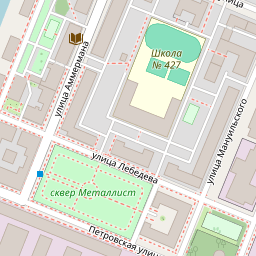 улица
Школа
№ 427
улица Аммермана
улица Мануильского
улица Лебедева
сквер Металлист
Петровская улица